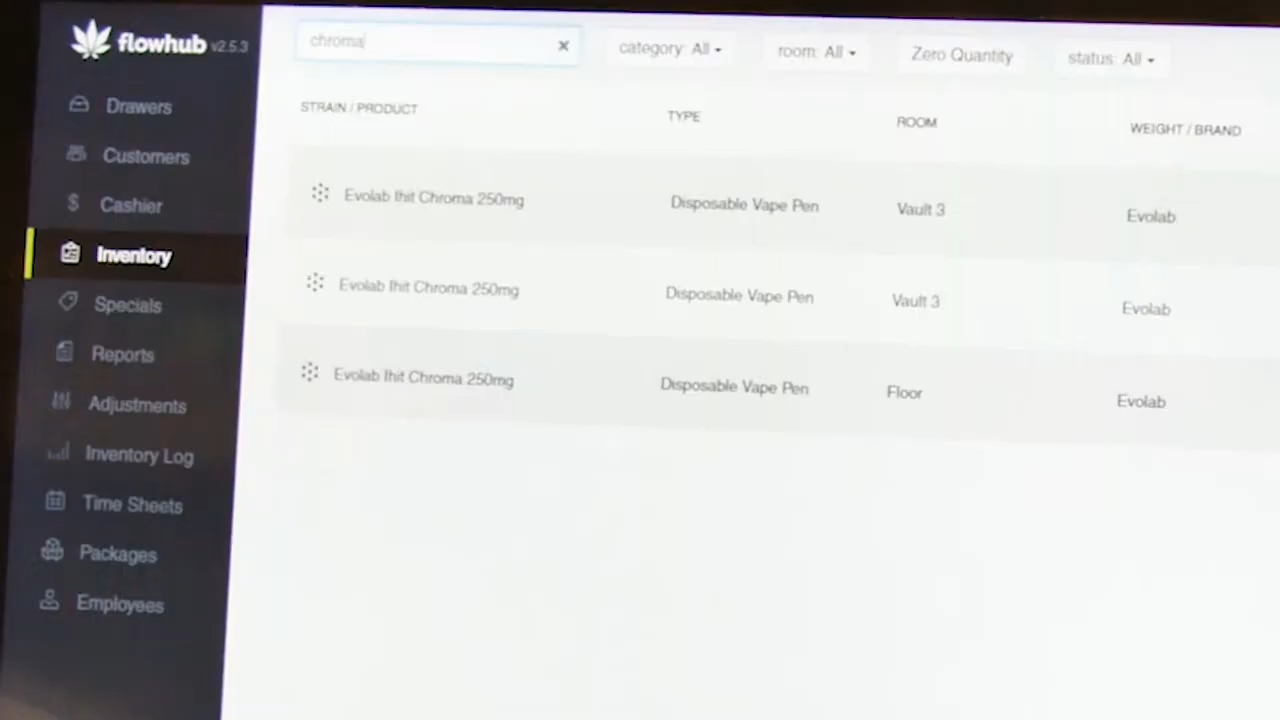 flowhub v2.5.3
Drawers
Customers
$ Cashier
Inventory
Specials
Reports
Adjustments
Inventory Log
Time Sheets
Packages
Employees
chroma ×
category: All
room: All
Zero Quantity
status: All
STRAIN / PRODUCT TYPE ROOM WEIGHT / BRAND
Evolab Ihit Chroma 250mg Disposable Vape Pen Vault 3 Evolab
Evolab Ihit Chroma 250mg Disposable Vape Pen Vault 3 Evolab
Evolab Ihit Chroma 250mg Disposable Vape Pen Floor Evolab